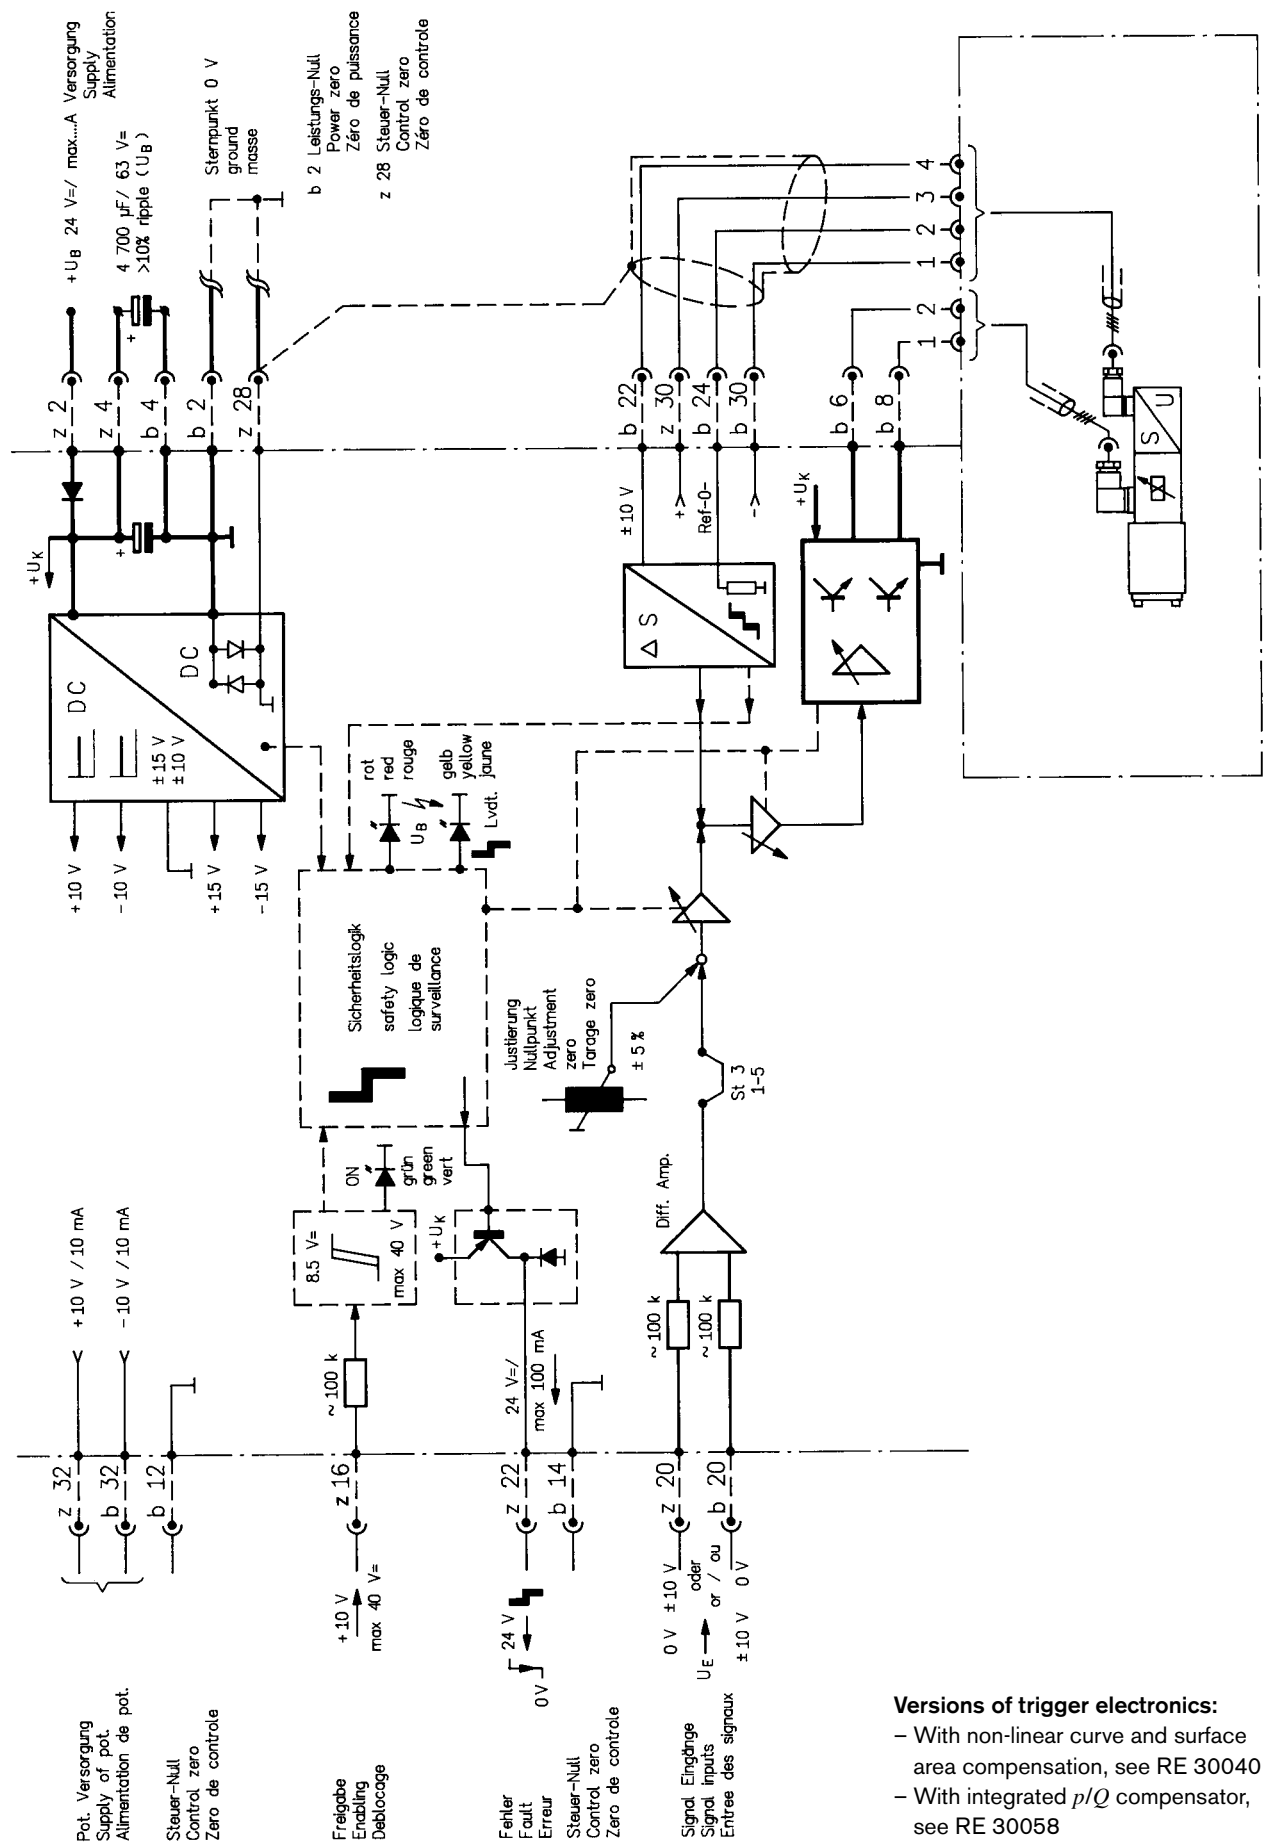 Pot. Versorgung
Supply of pot.
Alimentation de pot.
Steuer-Null
Control zero
Zero de controle
Freigabe
Enabling
Deblocage
Fehler
Fault
Erreur
Steuer-Null
Control zero
Zero de controle
Signal Eingänge
Signal inputs
Entree des signaux
+10 V
max 40 V=
24 V
0V
0 V ±10 V
oder
UE
or / ou
±10 V 0 V
z 32
b 32
b 12
z 16
z 22
b 14
z 20
b 20
+10 V / 10 mA
−10 V / 10 mA
~ 100 k
24 V=/
max 100 mA
~ 100 k
~ 100 k
8.5 V=
max 40 V
ON
grün
green
vert
+UK
Diff. Amp.
St 3
1-5
Justierung
Nullpunkt
Adjustment
zero
Tarage zero
± 5 %
Sicherheitslogik
safety logic
logique de
surveillance
rot
red
rouge
UB
gelb
yellow
jaune
Lvdt.
+10 V
−10 V
+15 V
−15 V
DC
±15 V
±10 V
DC
+UK
+
z 2
z 4
b 4
b 2
z 28
+UB 24 V=/ max....A Versorgung
Supply
Alimentation
4 700 µF/ 63 V=
>10% ripple (UB)
+
Sternpunkt 0 V
ground
masse
b 2 Leistungs-Null
Power zero
Zéro de puissance
z 28 Steuer-Null
Control zero
Zéro de controle
Δ S
±10 V
+
Ref-0-
-
+UK
b 22
z 30
b 24
b 30
b 6
b 8
4
3
2
1
2
1
S
U
Versions of trigger electronics:
– With non-linear curve and surface
area compensation, see RE 30040
– With integrated p/Q compensator,
see RE 30058